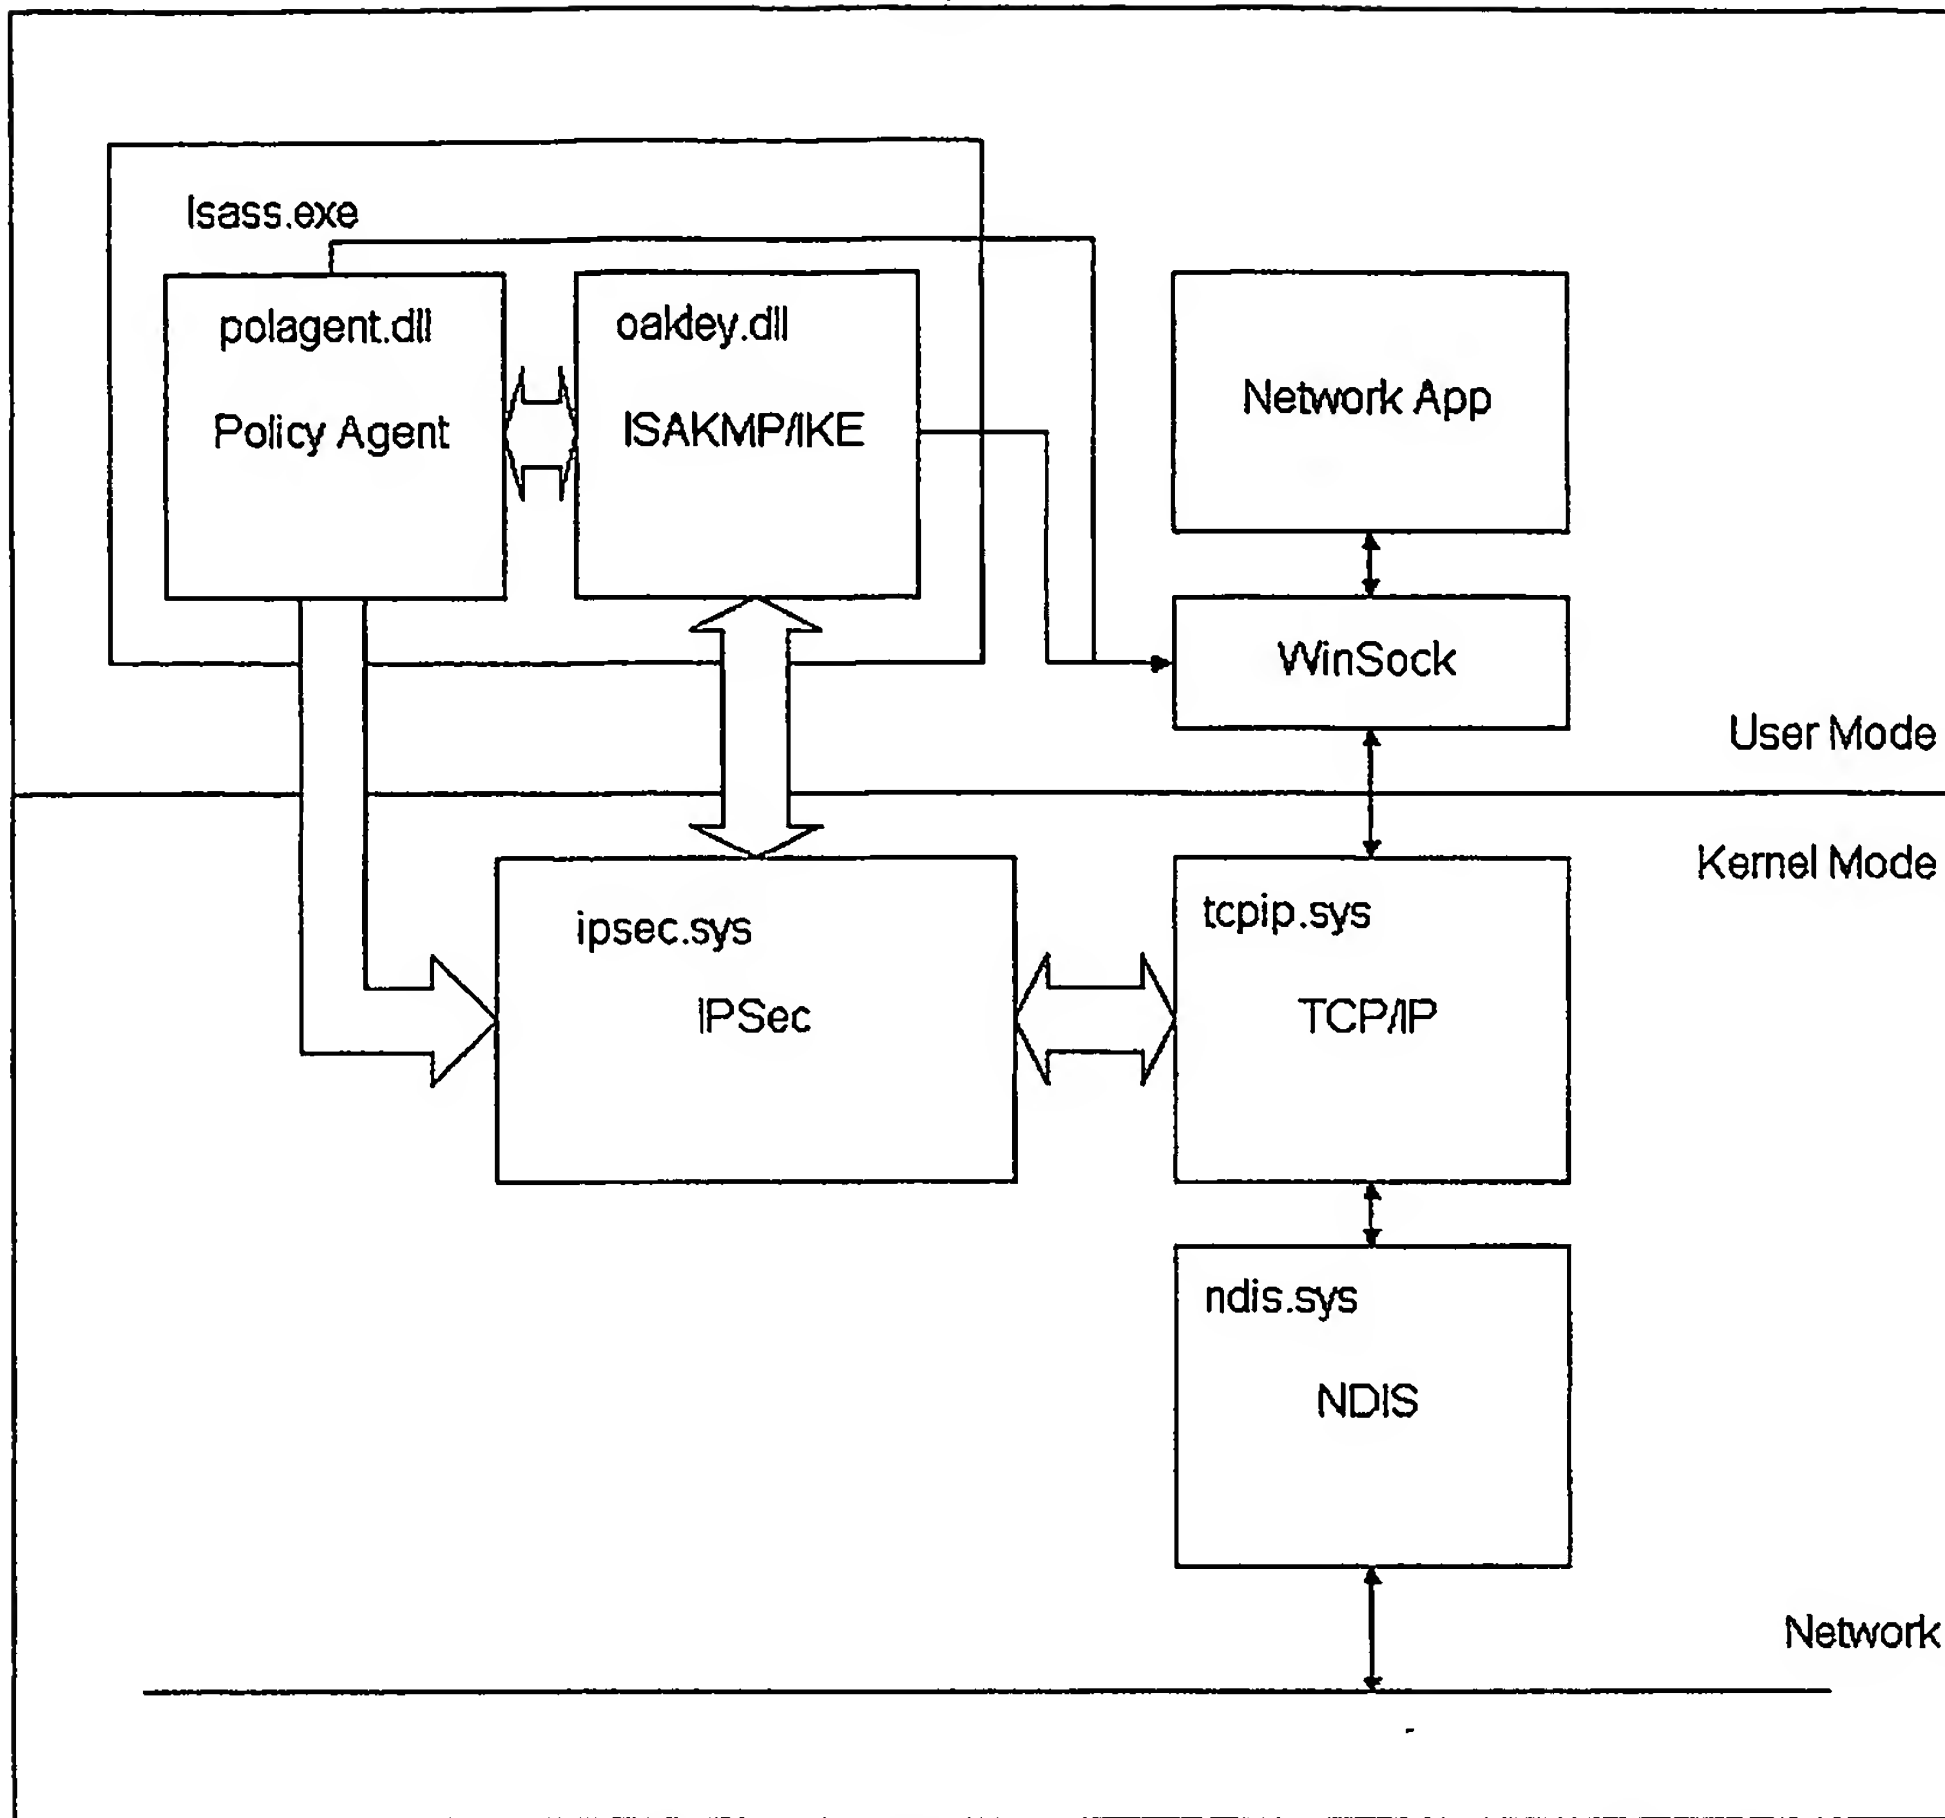 lsass.exe
polagent.dll
Policy Agent
oakley.dll
ISAKMP/IKE
Network App
WinSock
User Mode
Kernel Mode
ipsec.sys
IPSec
tcpip.sys
TCP/IP
ndis.sys
NDIS
Network